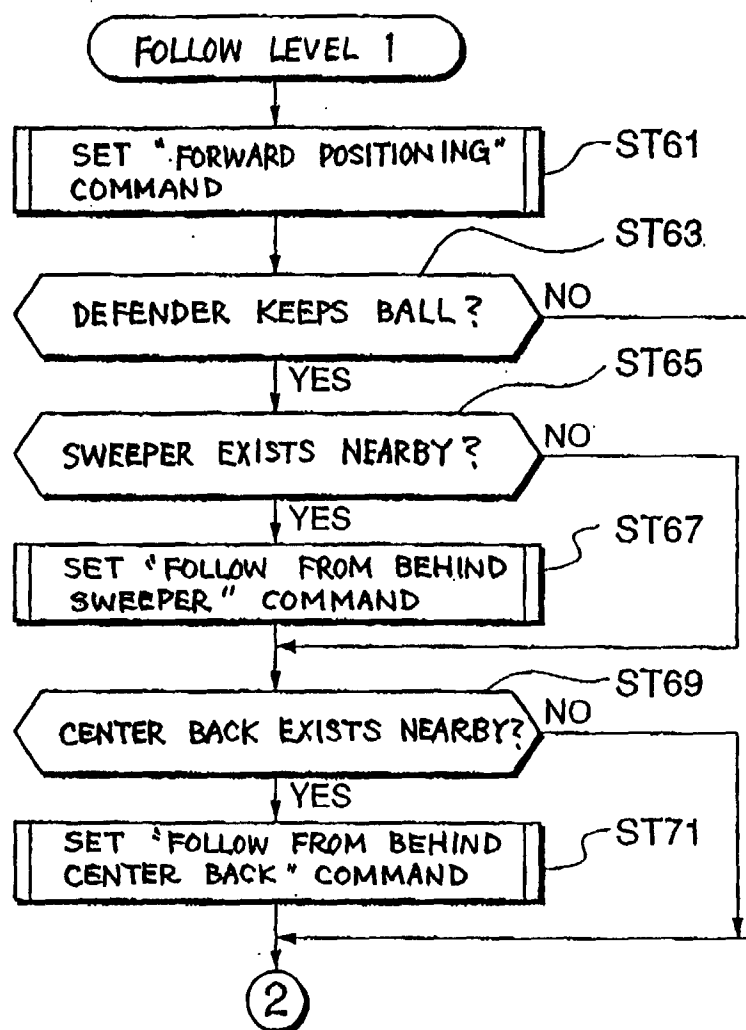 FOLLOW LEVEL 1
SET "FORWARD POSITIONING"
COMMAND
ST61
ST63
DEFENDER KEEPS BALL?
NO
YES
ST65
SWEEPER EXISTS NEARBY?
NO
YES
ST67
SET "FOLLOW FROM BEHIND
SWEEPER" COMMAND
ST69
CENTER BACK EXISTS NEARBY?
NO
YES
ST71
SET "FOLLOW FROM BEHIND
CENTER BACK" COMMAND
2